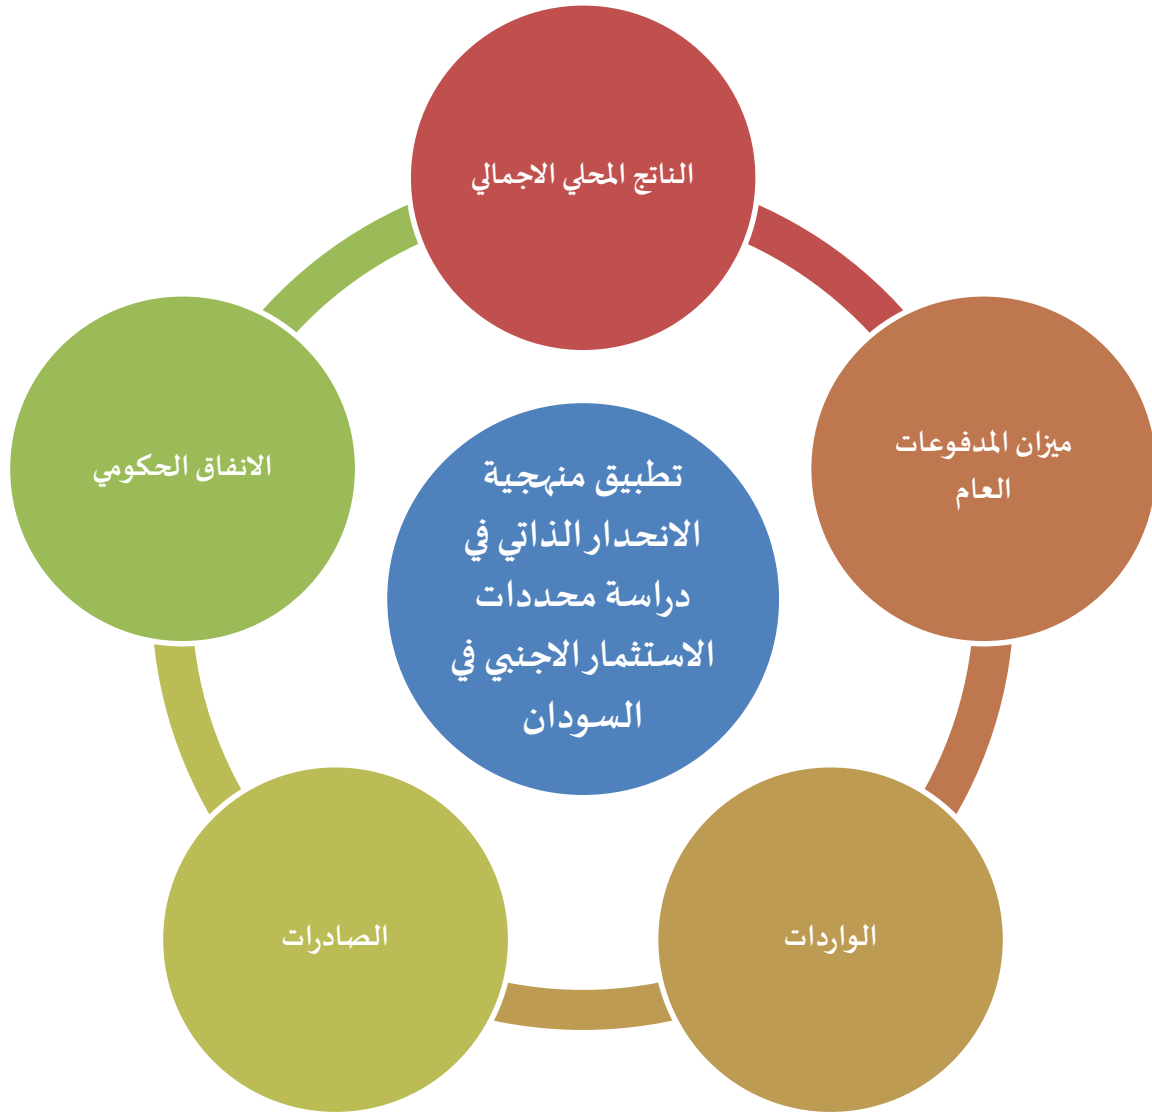 الناتج المحلي الاجمالي
ميزان المدفوعات
العام
الانفاق الحكومي
تطبيق منهجية
الانحدار الذاتي في
دراسة محددات
الاستثمار الاجنبي في
السودان
الواردات
الصادرات